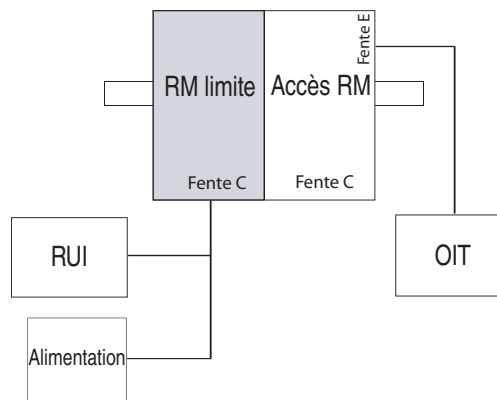 Fente E
RM limite
Accès RM
Fente C
Fente C
RUI
OIT
Alimentation